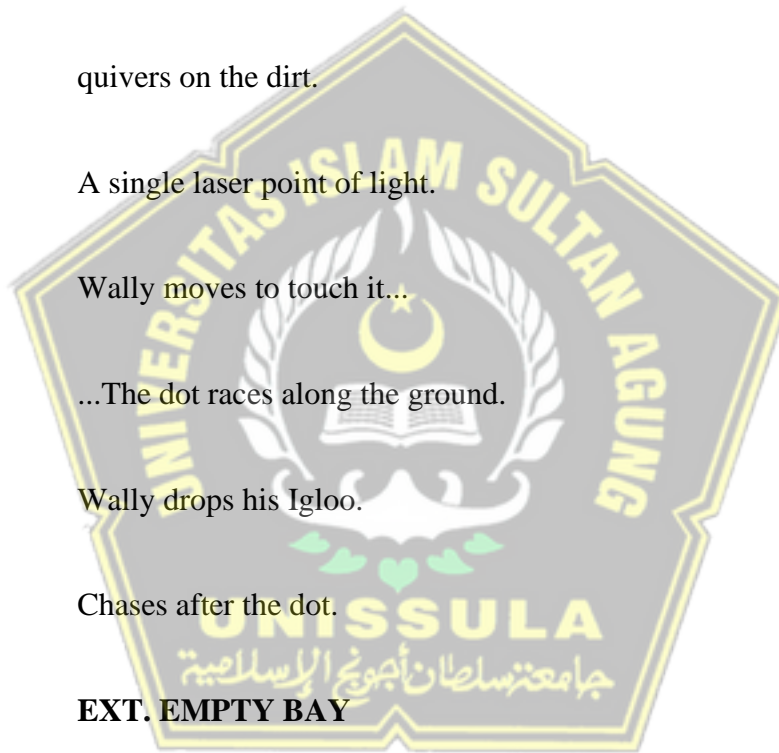 quivers on the dirt.
A single laser point of light.
UNIVERSITAS ISLAM SULTAN AGUNG
Wally moves to touch it...
...The dot races along the ground.
Wally drops his Igloo.
Chases after the dot.
UNISSULA
جامعة سلطان أجونج الإسلامية
EXT. EMPTY BAY